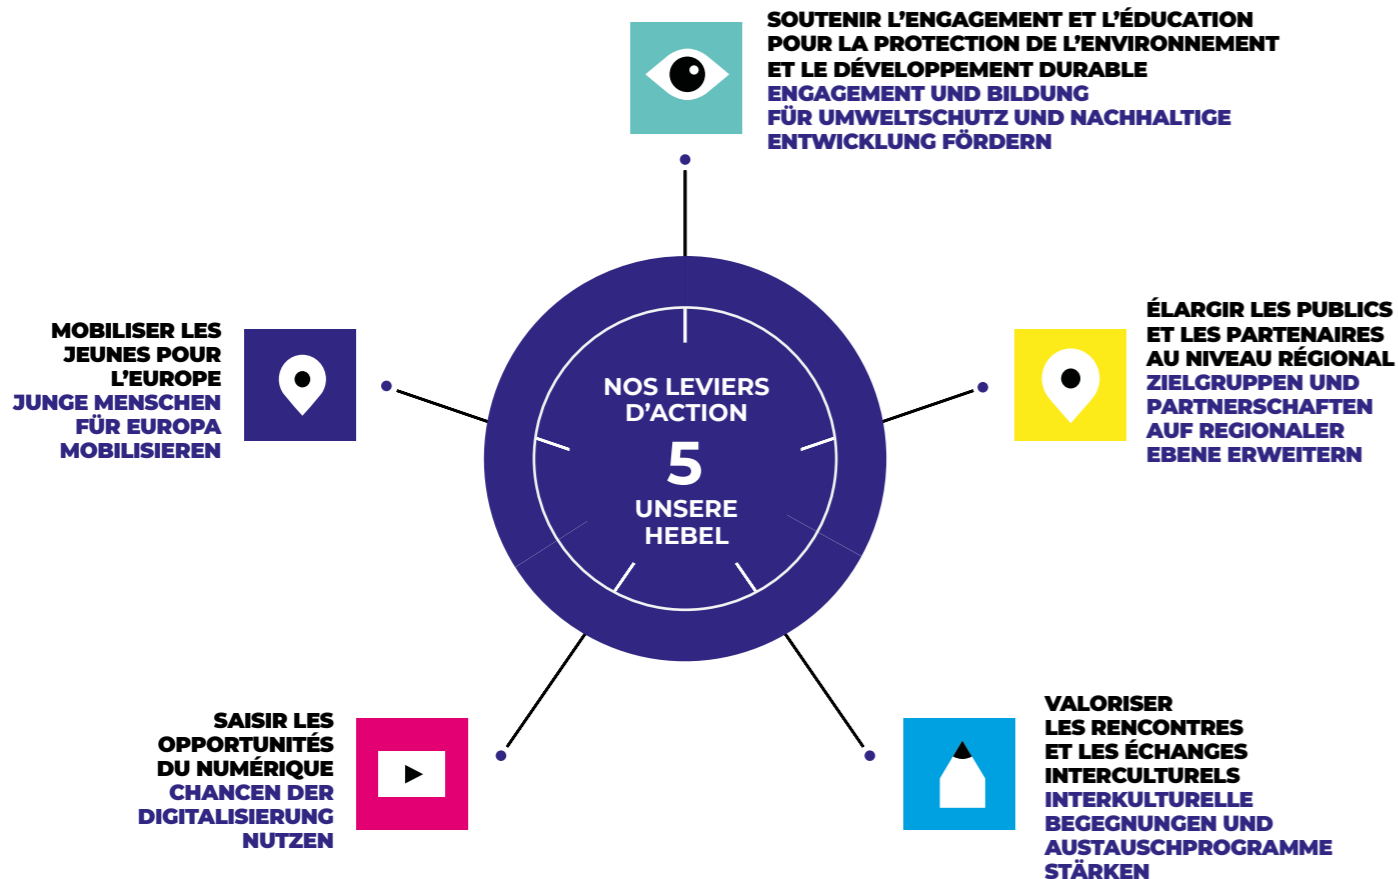 SOUTENIR L’ENGAGEMENT ET L’ÉDUCATION
POUR LA PROTECTION DE L’ENVIRONNEMENT
ET LE DÉVELOPPEMENT DURABLE
ENGAGEMENT UND BILDUNG
FÜR UMWELTSCHUTZ UND NACHHALTIGE
ENTWICKLUNG FÖRDERN
MOBILISER LES
JEUNES POUR
L’EUROPE
JUNGE MENSCHEN
FÜR EUROPA
MOBILISIEREN
NOS LEVIERS
D’ACTION
5
UNSERE
HEBEL
ÉLARGIR LES PUBLICS
ET LES PARTENAIRES
AU NIVEAU RÉGIONAL
ZIELGRUPPEN UND
PARTNERSCHAFTEN
AUF REGIONALER
EBENE ERWEITERN
SAISIR LES
OPPORTUNITÉS
DU NUMÉRIQUE
CHANCEN DER
DIGITALISIERUNG
NUTZEN
VALORISER
LES RENCONTRES
ET LES ÉCHANGES
INTERCULTURELS
INTERKULTURELLE
BEGEGNUNGEN UND
AUSTAUSCHPROGRAMME
STÄRKEN